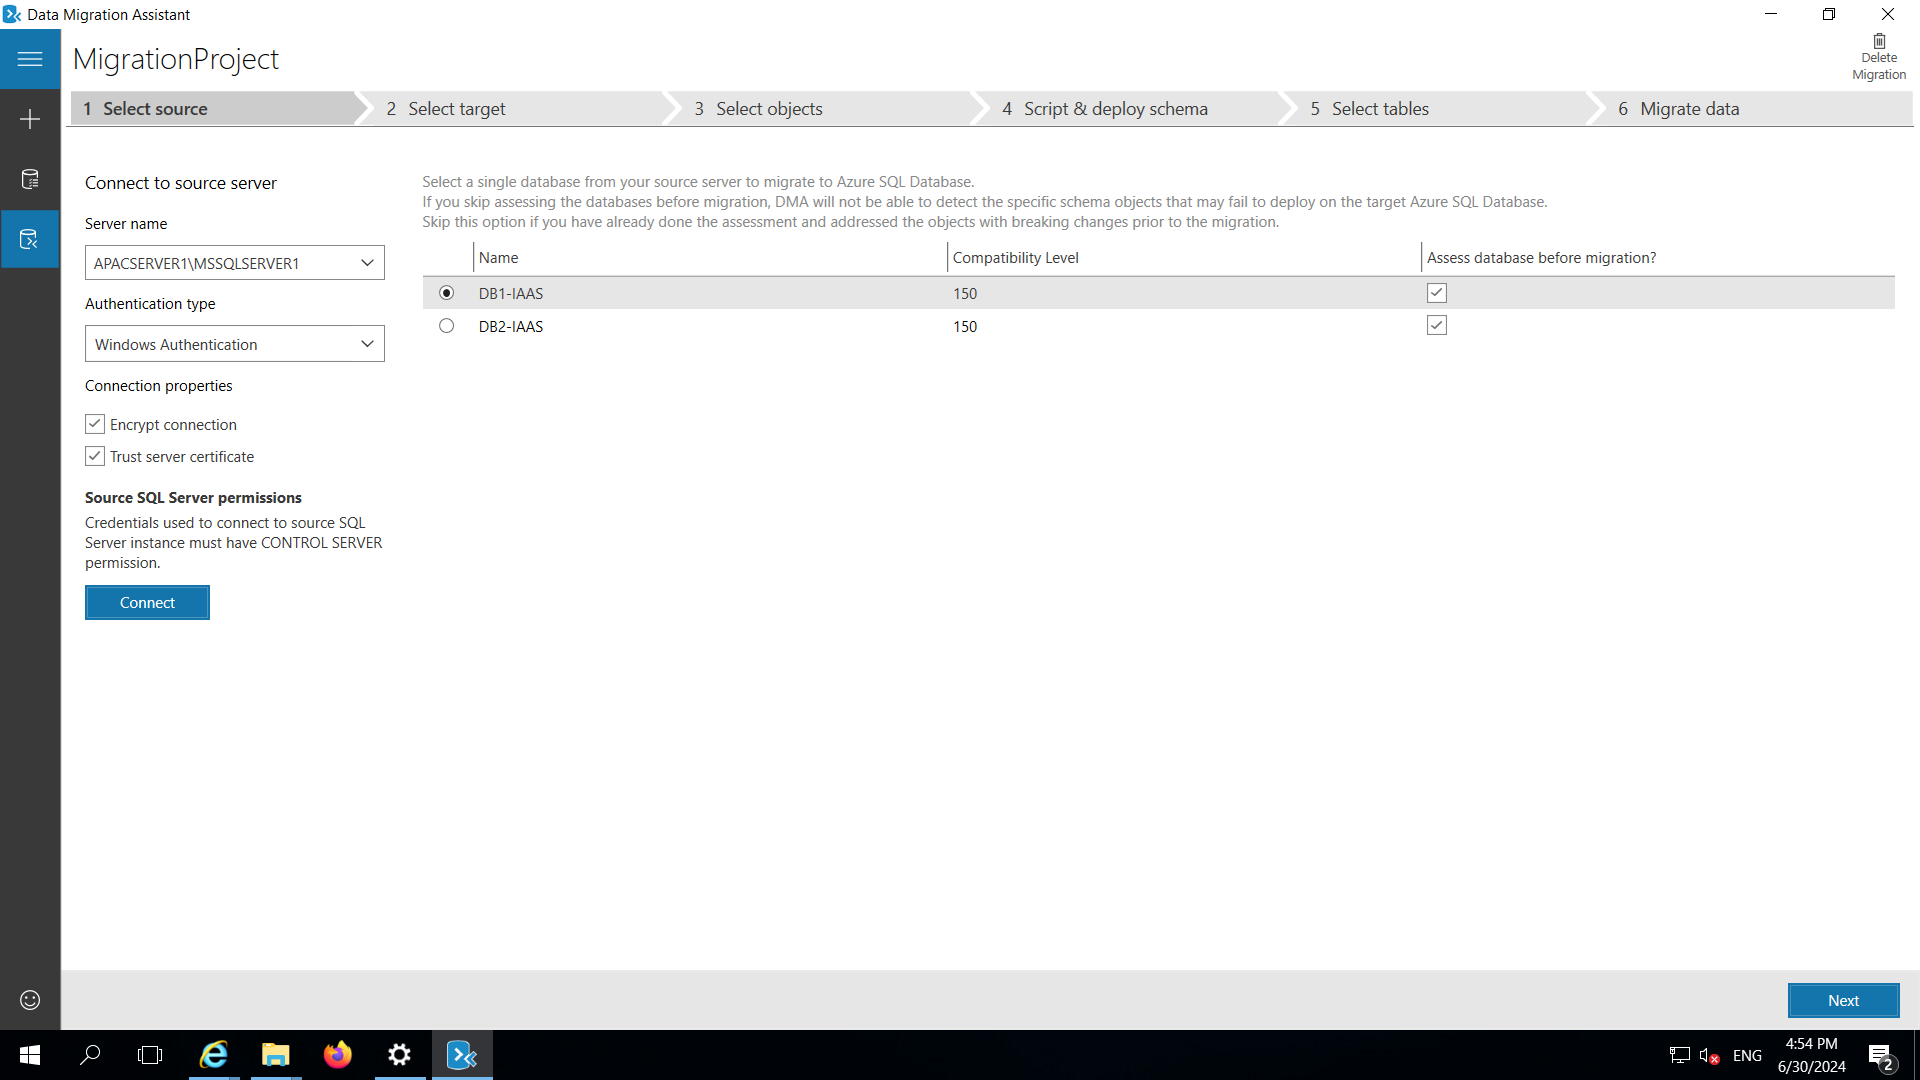 Data Migration Assistant
MigrationProject
Delete
Migration
1 Select source
2 Select target
3 Select objects
4 Script & deploy schema
5 Select tables
6 Migrate data
Connect to source server
Server name
APACSERVER1\MSSQLSERVER1
Authentication type
Windows Authentication
Connection properties
Encrypt connection
Trust server certificate
Source SQL Server permissions
Credentials used to connect to source SQL
Server instance must have CONTROL SERVER
permission.
Connect
Select a single database from your source server to migrate to Azure SQL Database.
If you skip assessing the databases before migration, DMA will not be able to detect the specific schema objects that may fail to deploy on the target Azure SQL Database.
Skip this option if you have already done the assessment and addressed the objects with breaking changes prior to the migration.
Name Compatibility Level Assess database before migration?
DB1-IAAS 150
DB2-IAAS 150
Next
ENG
4:54 PM
6/30/2024
2